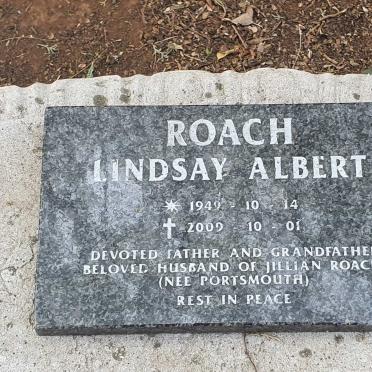 ROACH
LINDSAY ALBERT
1949 - 10 - 14
2009 - 10 - 01
DEVOTED FATHER AND GRANDFATHER
BELOVED HUSBAND OF JILLIAN ROACH
(NEE PORTSMOUTH)
REST IN PEACE